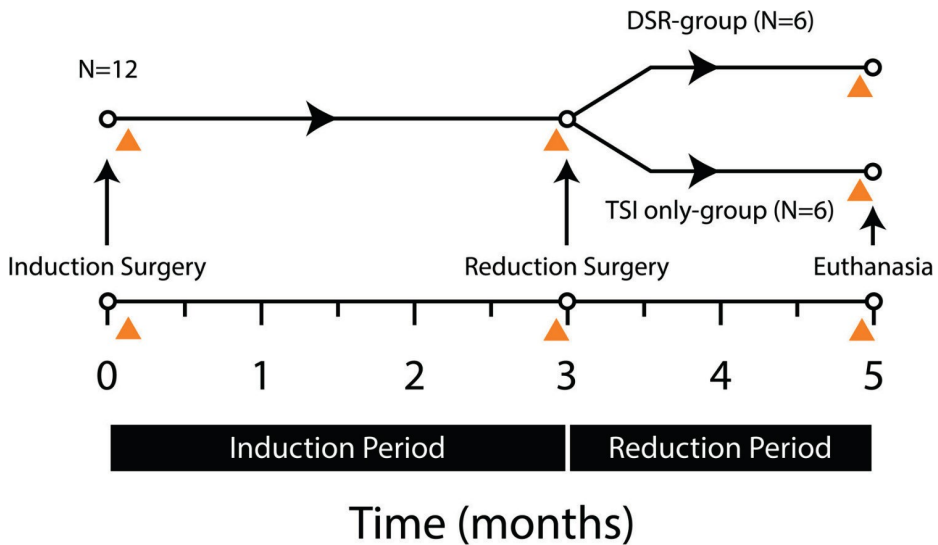 DSR-group (N=6)
N=12
TSI only-group (N=6)
Induction Surgery
Reduction Surgery
Euthanasia
0 1 2 3 4 5
Induction Period
Reduction Period
Time (months)